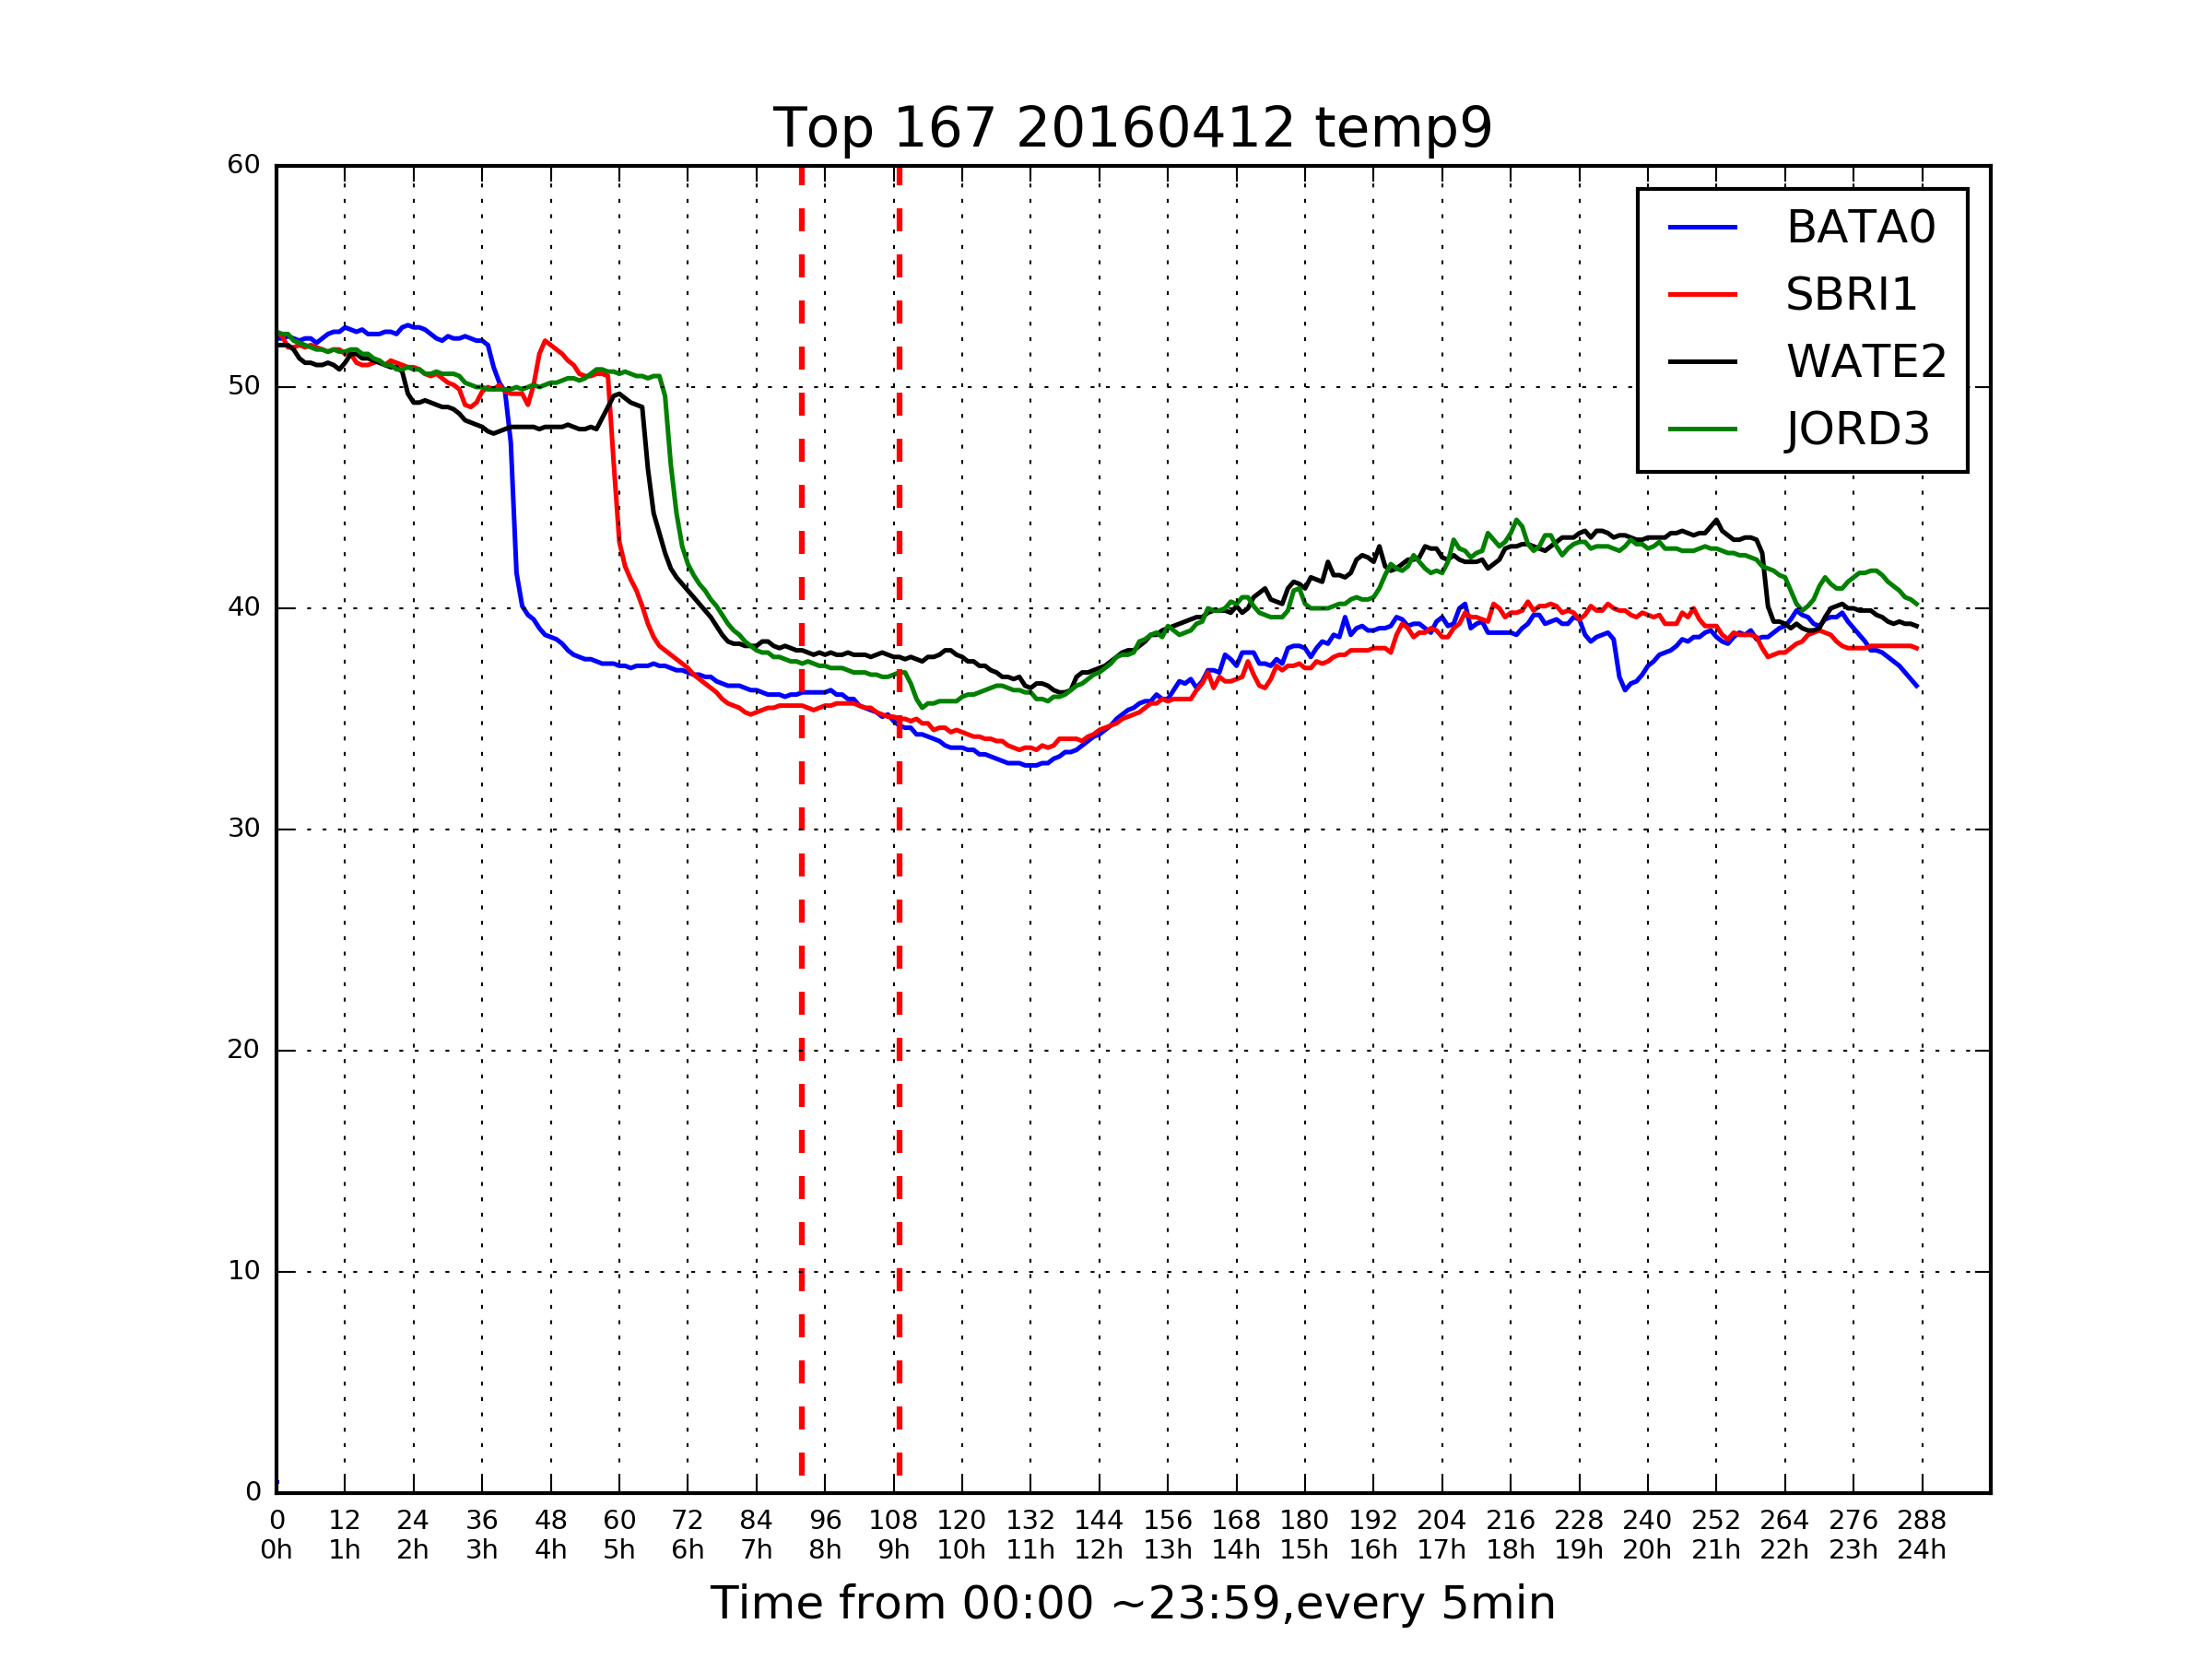 Top 167 20160412 temp9
60
50
40
30
20
10
0
BATA0
SBRI1
WATE2
JORD3
0 12 24 36 48 60 72 84 96 108 120 132 144 156 168 180 192 204 216 228 240 252 264 276 288
0h 1h 2h 3h 4h 5h 6h 7h 8h 9h 10h 11h 12h 13h 14h 15h 16h 17h 18h 19h 20h 21h 22h 23h 24h
Time from 00:00 ~23:59,every 5min